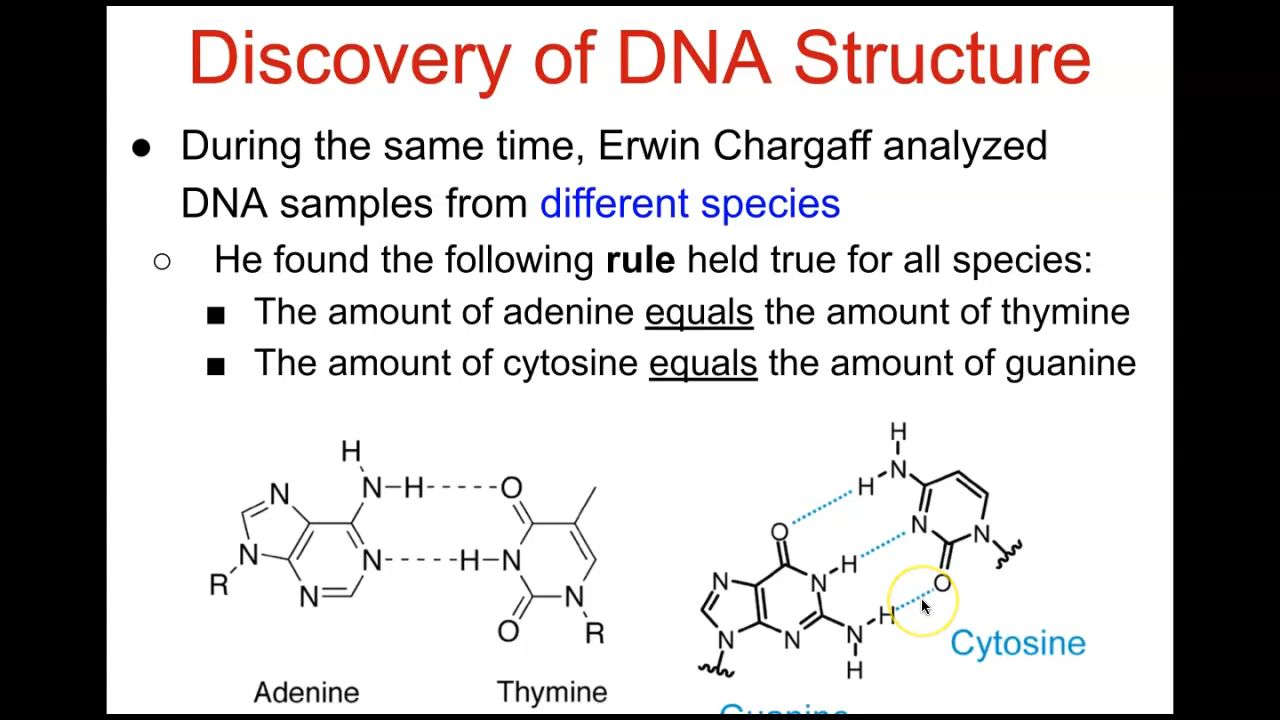 Discovery of DNA Structure
● During the same time, Erwin Chargaff analyzed
DNA samples from different species
○ He found the following rule held true for all species:
■ The amount of adenine equals the amount of thymine
■ The amount of cytosine equals the amount of guanine
H
N-H
O
N
N
N
N
R
H-N
O
N
R
Adenine
Thymine
H
N
H
N
N
O
O
N
H
N
N
N
H
N
H
Cytosine
Guanine